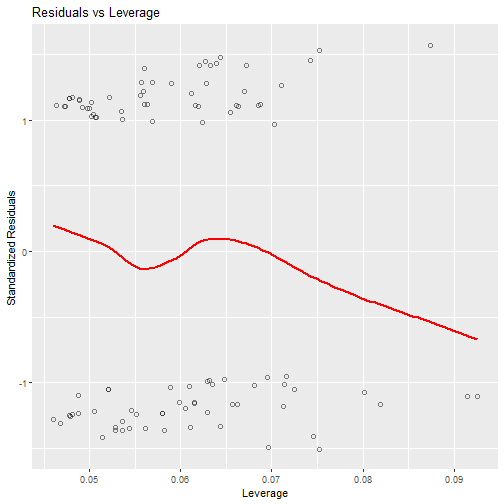 Residuals vs Leverage
Standardized Residuals
1
0
-1
0.05 0.06 0.07 0.08 0.09
Leverage